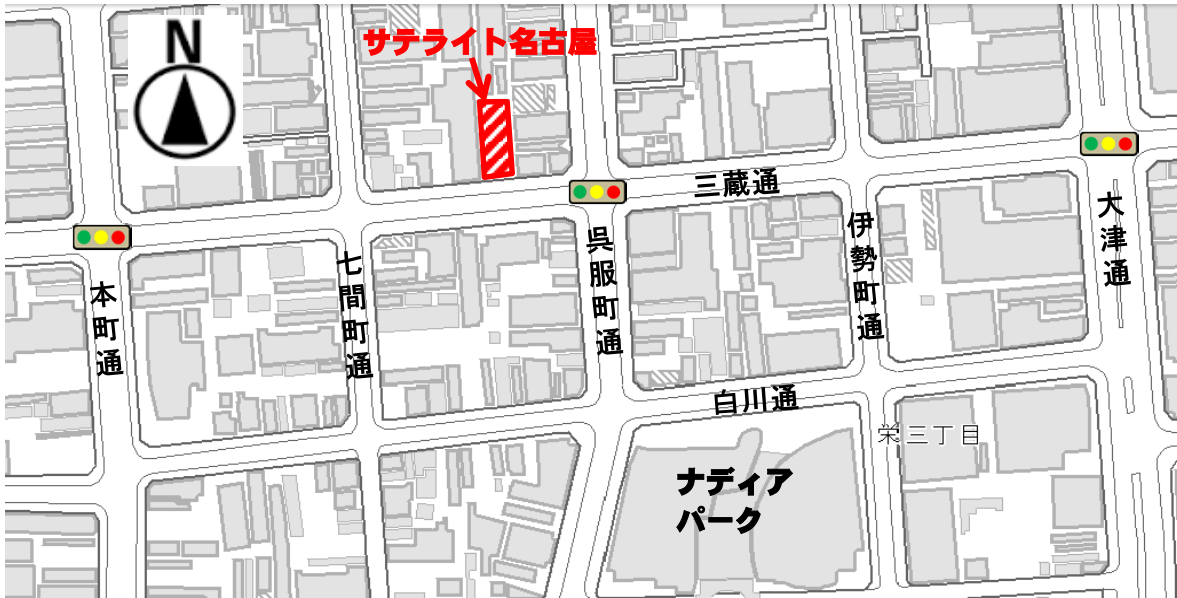 N
サテライト名古屋
三蔵通
大津通
伊勢町通
呉服町通
七間町通
本町通
白川通
栄三丁目
ナディア
パーク